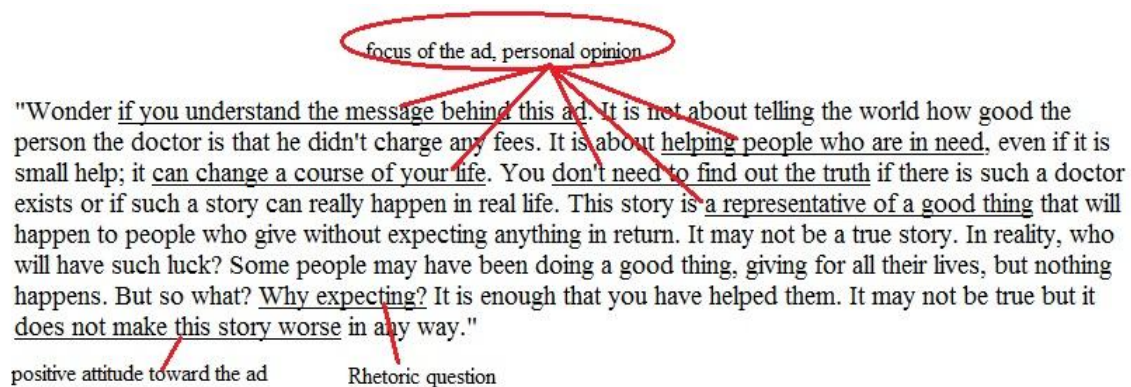 focus of the ad, personal opinion
"Wonder if you understand the message behind this ad. It is not about telling the world how good the
person the doctor is that he didn't charge any fees. It is about helping people who are in need, even if it is
small help; it can change a course of your life. You don't need to find out the truth if there is such a doctor
exists or if such a story can really happen in real life. This story is a representative of a good thing that will
happen to people who give without expecting anything in return. It may not be a true story. In reality, who
will have such luck? Some people may have been doing a good thing, giving for all their lives, but nothing
happens. But so what? Why expecting? It is enough that you have helped them. It may not be true but it
does not make this story worse in any way."
positive attitude toward the ad Rhetoric question